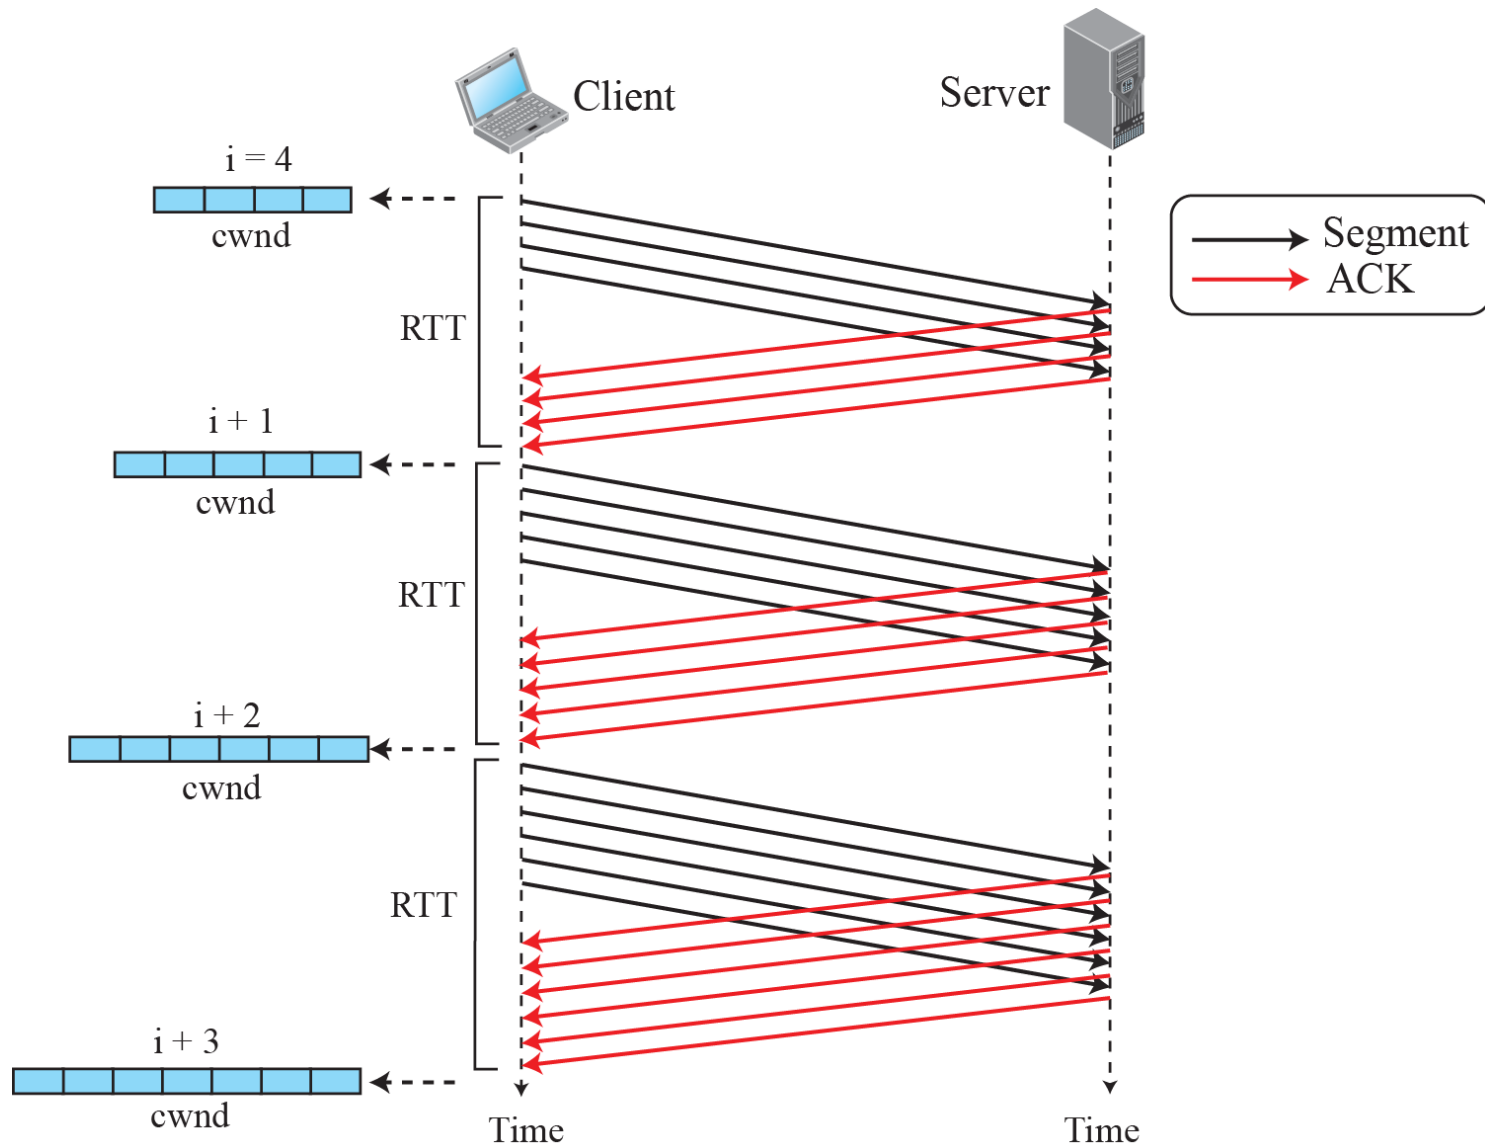 Client
Server
i = 4
cwnd
Segment
ACK
RTT
i + 1
cwnd
RTT
i + 2
cwnd
RTT
i + 3
cwnd
Time
Time